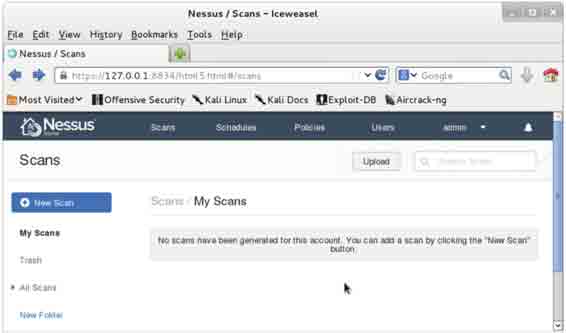 Nessus / Scans - Iceweasel
File Edit View History Bookmarks Tools Help
Nessus / Scans
https://127.0.0.1:8834/html5.html#/scans Google
Most Visited Offensive Security Kali Linux Kali Docs Exploit-DB Aircrack-ng
Nessus Home Scans Schedules Policies Users admin
Scans Upload
New Scan Scans / My Scans
My Scans
No scans have been generated for this account. You can add a scan by clicking the "New Scan"
button.
Trash
All Scans
New Folder